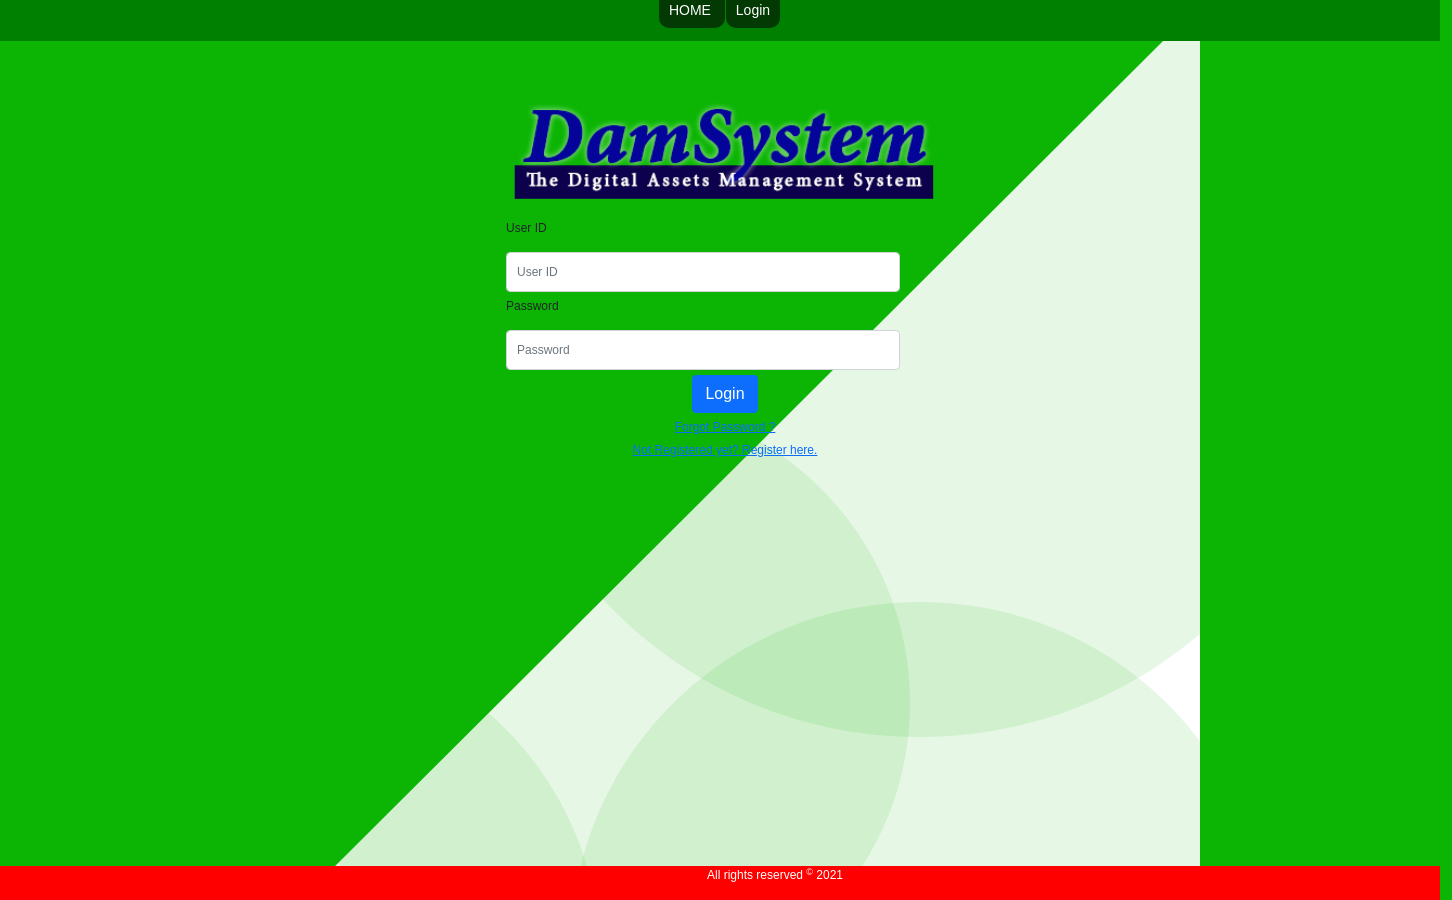 HOME Login
DamSystem
The Digital Assets Management System
User ID
User ID
Password
Password
Login
Forgot Password ?
Not Registered yet? Register here.
All rights reserved © 2021